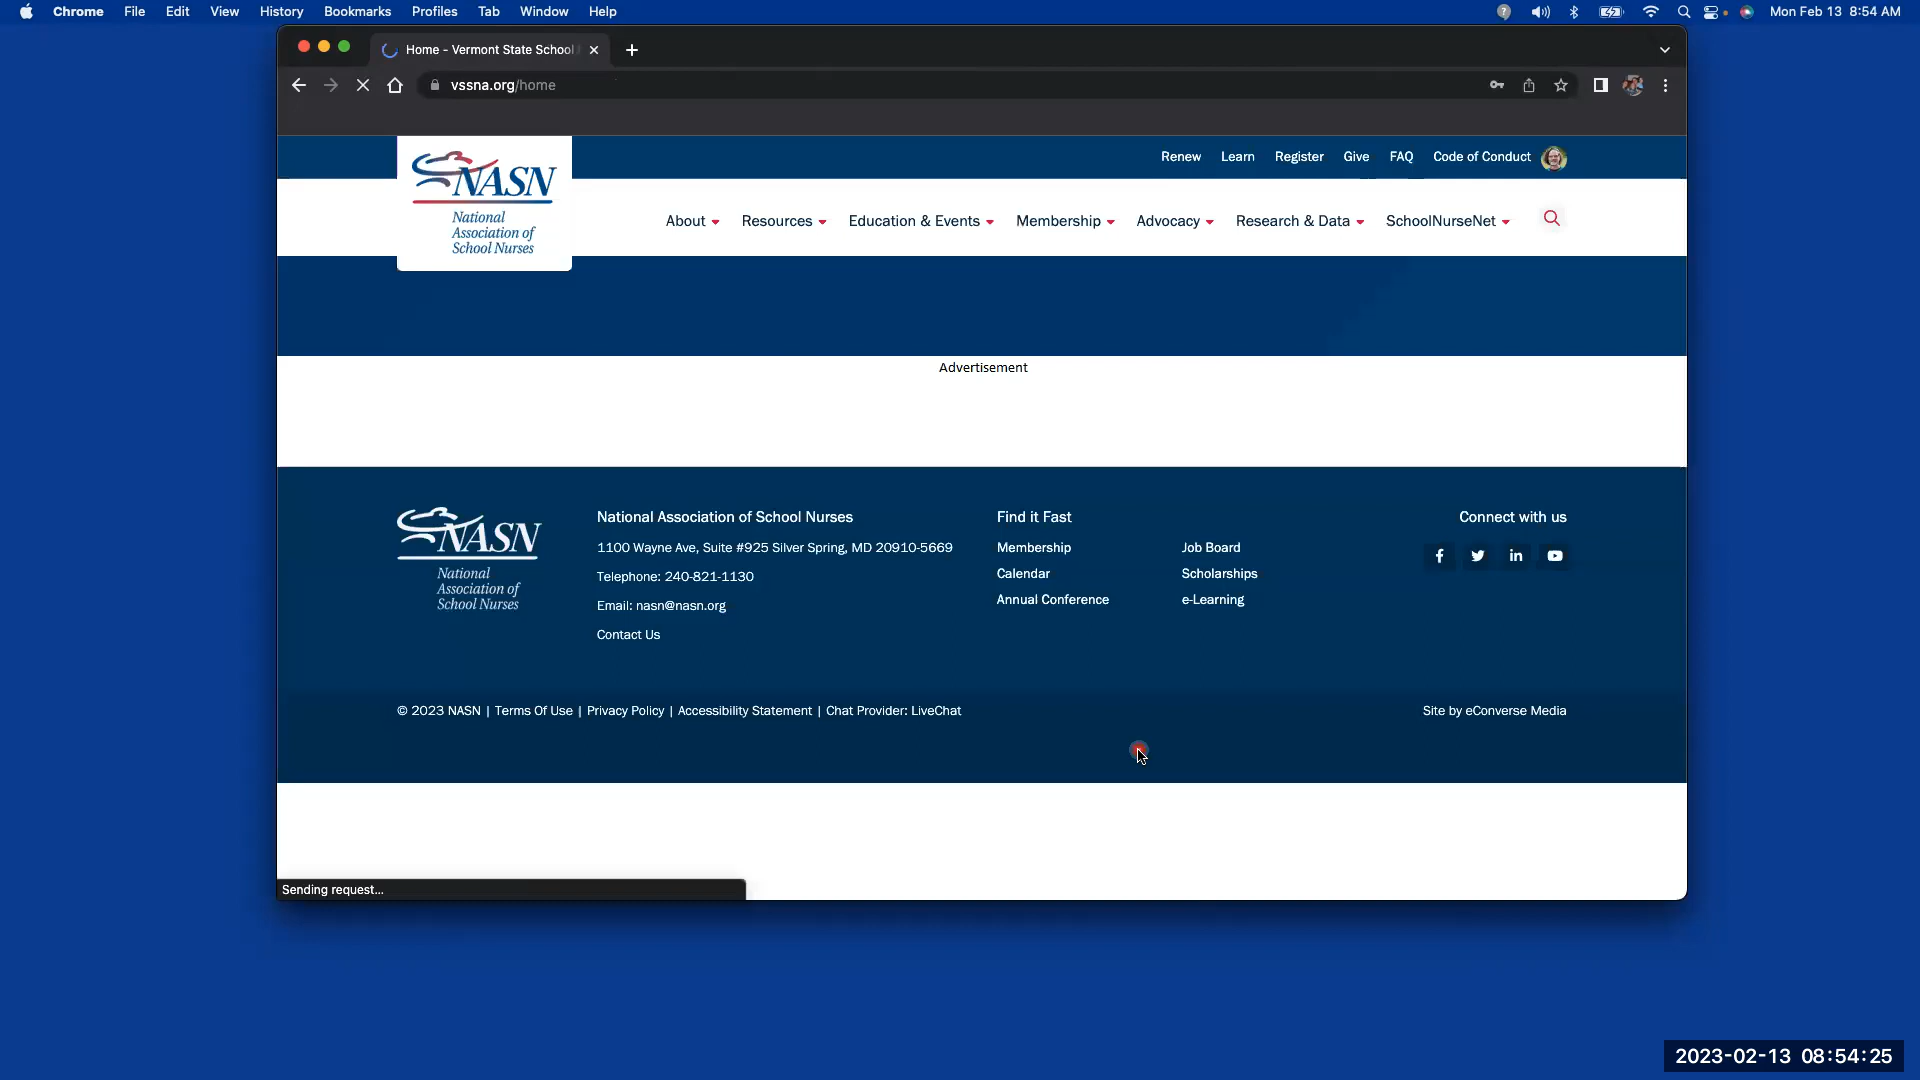 Chrome File Edit View History Bookmarks Profiles Tab Window Help
Mon Feb 13 8:54 AM
Home - Vermont State School
vssna.org/home
Renew Learn Register Give FAQ Code of Conduct
NASN
National
Association of
School Nurses
About Resources Education & Events Membership Advocacy Research & Data SchoolNurseNet
Advertisement
NASN
National
Association of
School Nurses
National Association of School Nurses
1100 Wayne Ave, Suite #925 Silver Spring, MD 20910-5669
Telephone: 240-821-1130
Email: nasn@nasn.org
Contact Us
Find it Fast
Membership
Calendar
Annual Conference
Job Board
Scholarships
e-Learning
Connect with us
© 2023 NASN | Terms Of Use | Privacy Policy | Accessibility Statement | Chat Provider: LiveChat
Site by eConverse Media
Sending request...
2023-02-13 08:54:25